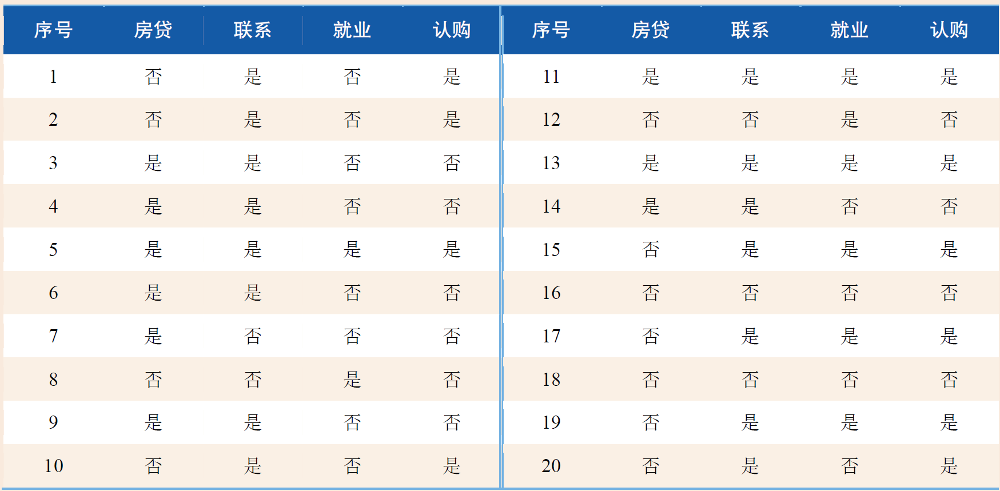 序号 房贷 联系 就业 认购 序号 房贷 联系 就业 认购
1 否 是 否 是 11 是 是 是 是
2 否 是 否 是 12 否 否 是 否
3 是 是 否 否 13 是 是 是 是
4 是 是 否 否 14 是 是 否 否
5 是 是 是 是 15 否 是 是 是
6 是 是 否 否 16 否 否 否 否
7 是 否 否 否 17 否 是 是 是
8 否 否 是 否 18 否 否 否 否
9 是 是 否 否 19 否 是 是 是
10 否 是 否 是 20 否 是 否 是